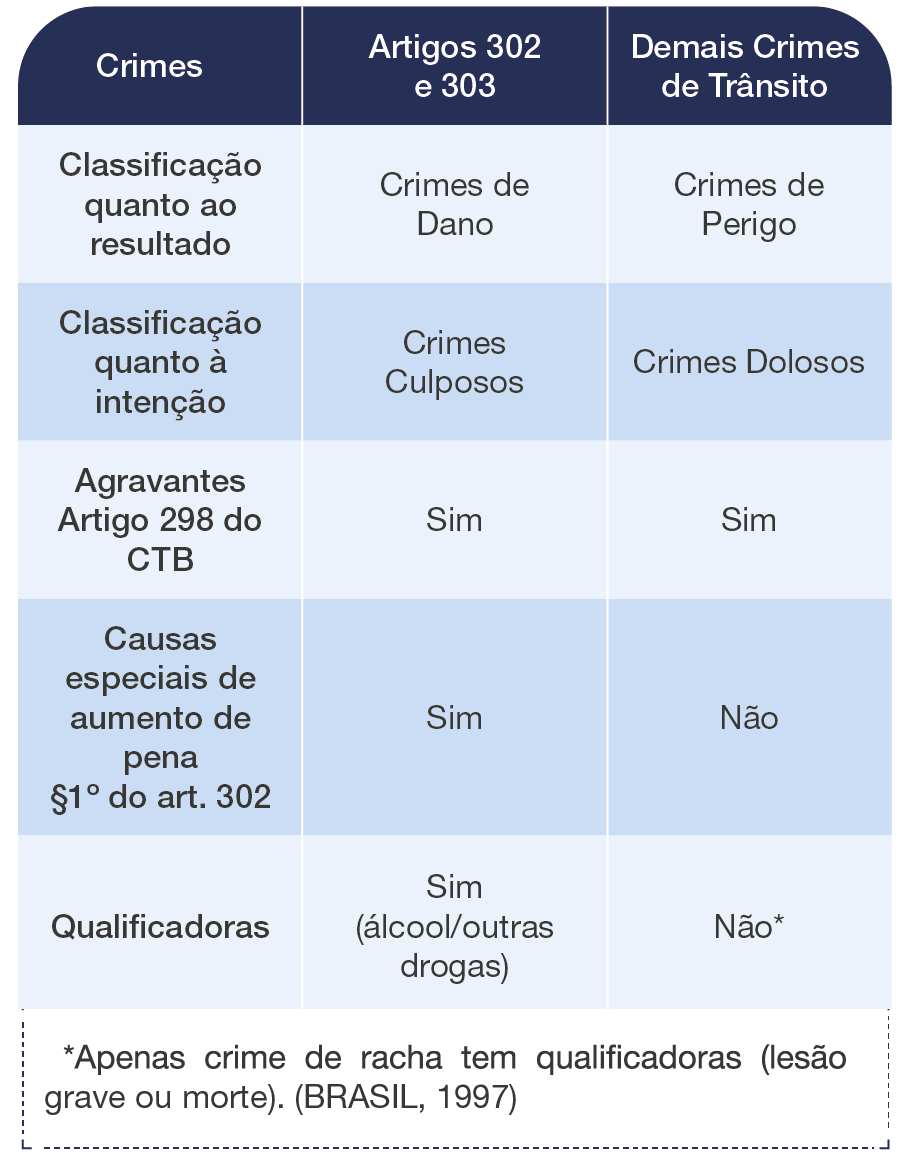 Crimes
Artigos 302
e 303
Demais Crimes
de Trânsito
Classificação
quanto ao
resultado
Crimes de
Dano
Crimes de
Perigo
Classificação
quanto à
intenção
Crimes
Culposos
Crimes Dolosos
Agravantes
Artigo 298 do
CTB
Sim
Sim
Causas
especiais de
aumento de
pena
§1º do art. 302
Sim
Não
Qualificadoras
Sim
(álcool/outras
drogas)
Não*
*Apenas crime de racha tem qualificadoras (lesão
grave ou morte). (BRASIL, 1997)